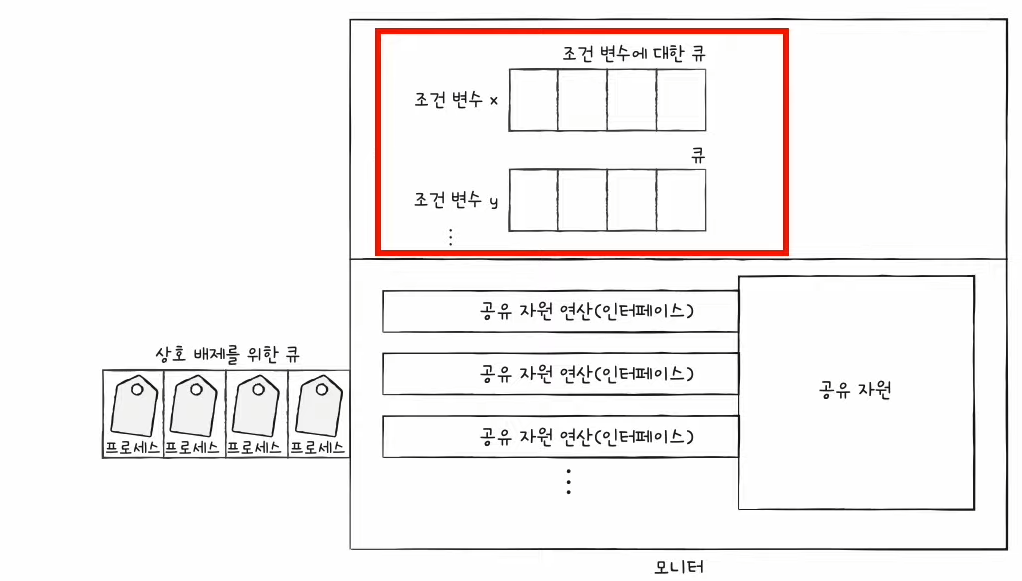 조건 변수에 대한 큐
조건 변수 x
큐
조건 변수 y
⋮
공유 자원 연산(인터페이스)
상호 배제를 위한 큐
공유 자원 연산(인터페이스)
공유 자원
프로세스 프로세스 프로세스 프로세스
공유 자원 연산(인터페이스)
⋮
모니터